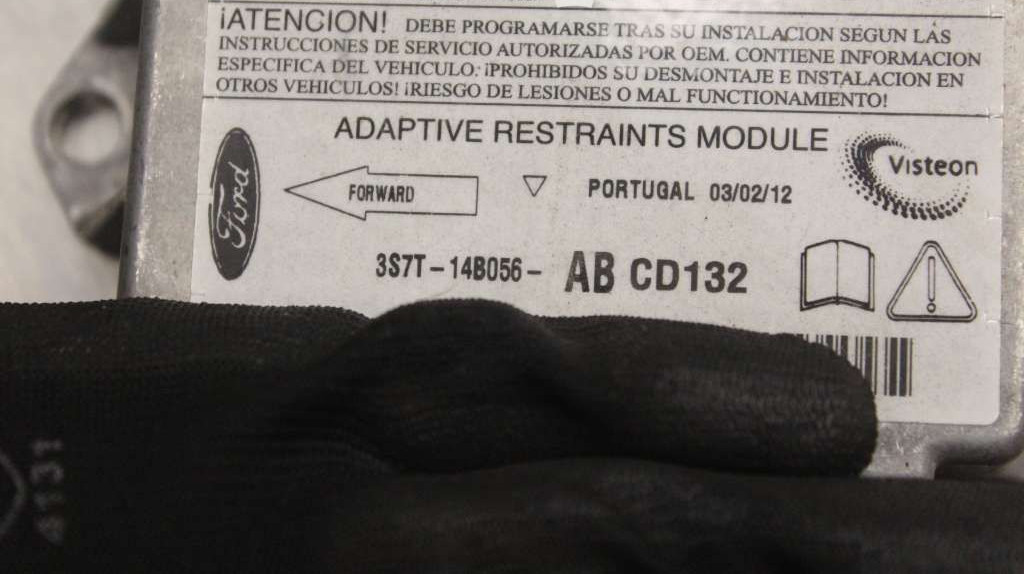 ¡ATENCION! DEBE PROGRAMARSE TRAS SU INSTALACION SEGUN LAS
INSTRUCCIONES DE SERVICIO AUTORIZADAS POR OEM. CONTIENE INFORMACION
ESPECIFICA DEL VEHICULO: ¡PROHIBIDOS SU DESMONTAJE E INSTALACION EN
OTROS VEHICULOS! ¡RIESGO DE LESIONES O MAL FUNCTIONAMIENTO!
ADAPTIVE RESTRAINTS MODULE
Ford
FORWARD
PORTUGAL 03/02/12
Visteon
3S7T-14B056- AB CD132
4131